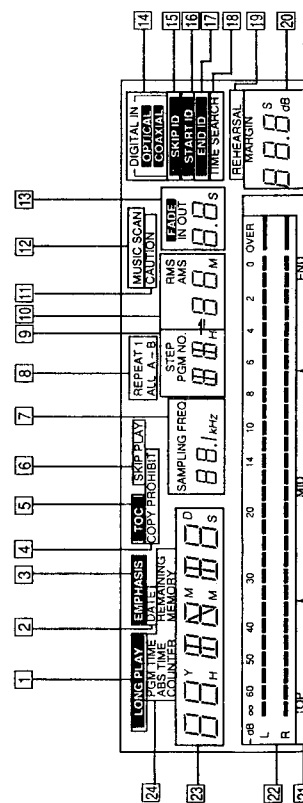 1 2 3 4 5 6 7 8 9 10 11 12 13 14 15 16 17 18 19 20
LONG PLAY EMPHASIS TOC SKIP PLAY
PGM TIME DATE COPY PROHIBIT
ABS TIME REMAINING
COUNTER MEMORY
REPEAT 1
ALL A-B
MUSIC SCAN
CAUTION
DIGITAL IN
OPTICAL
COAXIAL
Y M D
H M S
SAMPLING FREQ.
88.1 kHz
STEP
PGM NO.
H
RMS
AMS
M
FADE
IN OUT
S
SKIP ID
START ID
END ID
TIME SEARCH
-dB ∞ 60 50 40 30 20 14 10 8 6 4 2 0 OVER
L
R
TOP MID END
REHEARSAL
MARGIN
S
dB
24 23 22